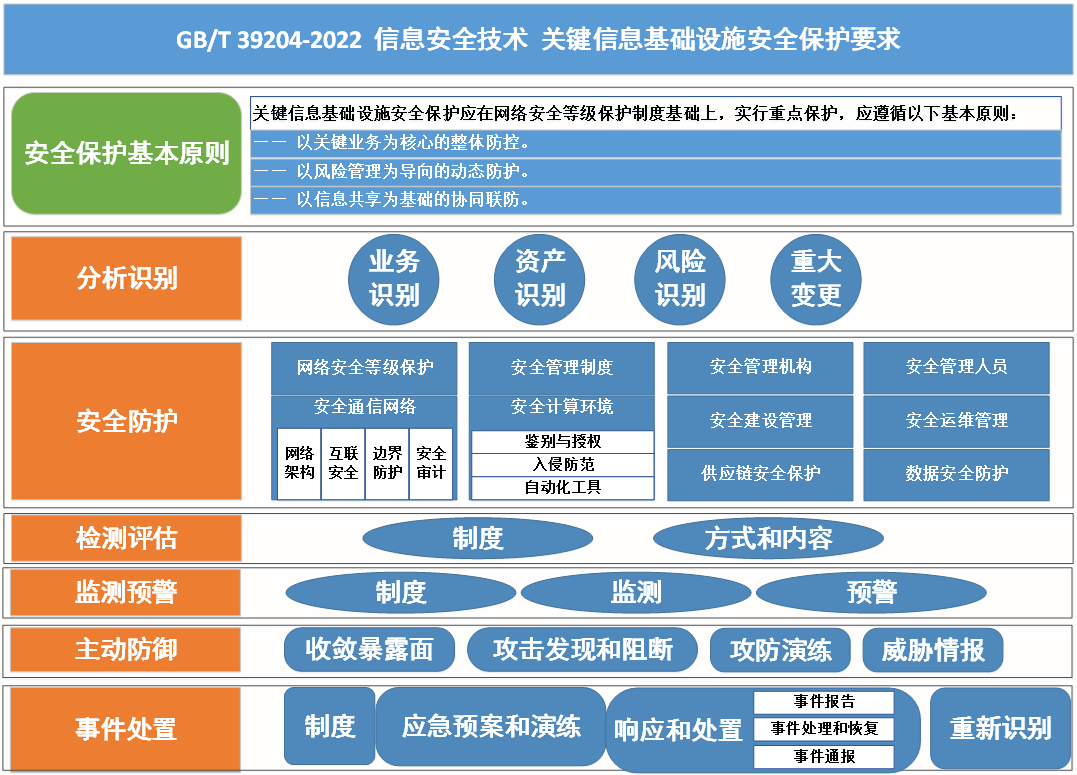 GB/T 39204-2022 信息安全技术 关键信息基础设施安全保护要求
安全保护基本原则
关键信息基础设施安全保护应在网络安全等级保护制度基础上，实行重点保护，应遵循以下基本原则：
—— 以关键业务为核心的整体防控。
—— 以风险管理为导向的动态防护。
—— 以信息共享为基础的协同联防。
分析识别
业务
识别
资产
识别
风险
识别
重大
变更
安全防护
网络安全等级保护
安全管理制度
安全管理机构
安全管理人员
安全通信网络
网络
架构
互联
安全
边界
防护
安全
审计
安全计算环境
鉴别与授权
入侵防范
自动化工具
安全建设管理
安全运维管理
供应链安全保护
数据安全防护
检测评估
制度
方式和内容
监测预警
制度
监测
预警
主动防御
收敛暴露面
攻击发现和阻断
攻防演练
威胁情报
事件处置
制度
应急预案和演练
响应和处置
事件报告
事件处理和恢复
事件通报
重新识别